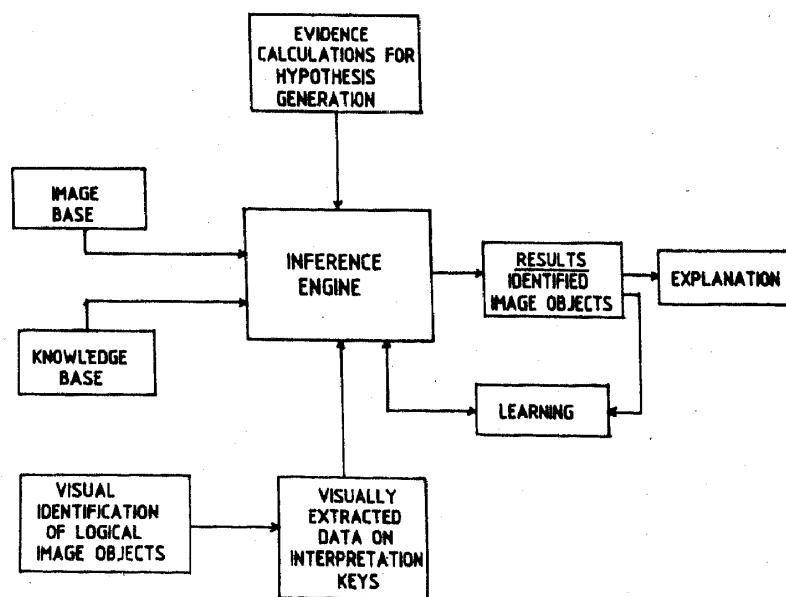 EVIDENCE
CALCULATIONS FOR
HYPOTHESIS
GENERATION
IMAGE
BASE
INFERENCE
ENGINE
RESULTS
IDENTIFIED
IMAGE OBJECTS
EXPLANATION
KNOWLEDGE
BASE
LEARNING
VISUAL
IDENTIFICATION
OF LOGICAL
IMAGE OBJECTS
VISUALLY
EXTRACTED
DATA ON
INTERPRETATION
KEYS